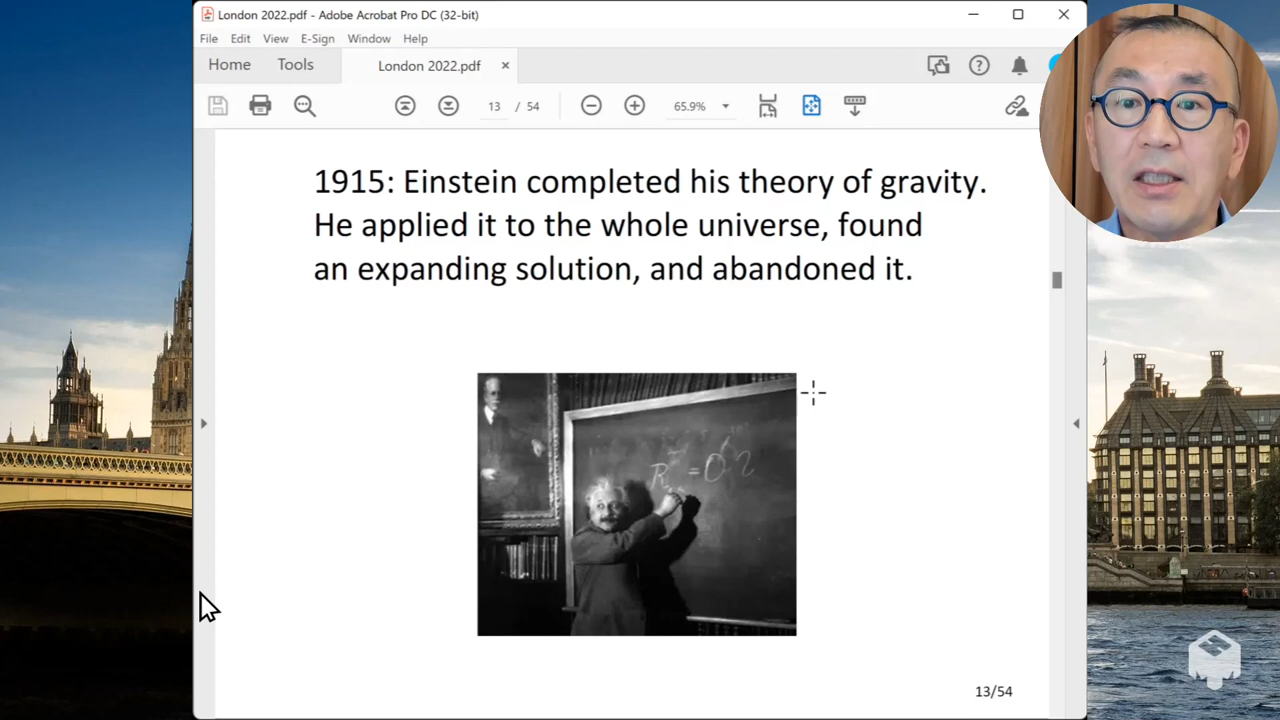 London 2022.pdf - Adobe Acrobat Pro DC (32-bit)
File Edit View E-Sign Window Help
Home Tools London 2022.pdf
13 / 54 65.9%
1915: Einstein completed his theory of gravity.
He applied it to the whole universe, found
an expanding solution, and abandoned it.
R = 0 ?
13/54